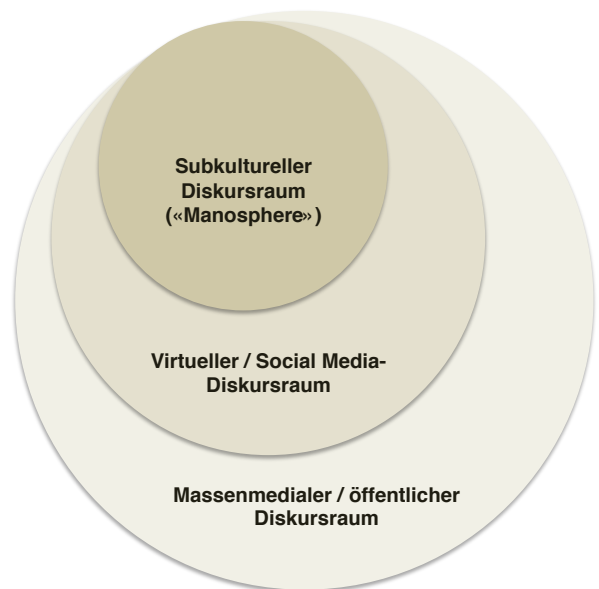 Subkultureller
Diskursraum
(«Manosphere»)
Virtueller / Social Media-
Diskursraum
Massenmedialer / öffentlicher
Diskursraum